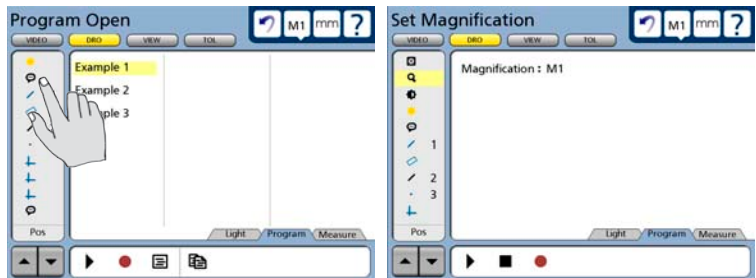 Program Open
M1 mm ?
VIDEO DRO VIEW TOL
Example 1
Example 2
Example 3
Pos
Light Program Measure
Set Magnification
M1 mm ?
VIDEO DRO VIEW TOL
Magnification : M1
1
2
3
Pos
Light Program Measure